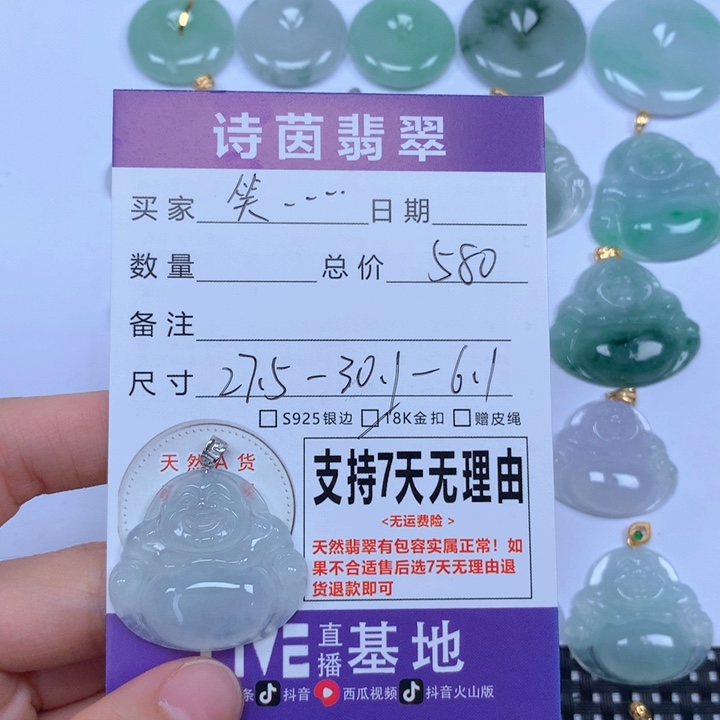 诗茵翡翠
买家 笑---... 日期
数量 总价 580
备注
尺寸 27.5-30.1-6.1
S925银边 18K金扣 赠皮绳
天然A货
支持7天无理由
<无运费险>
天然翡翠有包容实属正常！如
果不合适售后选7天无理由退
货退款即可
直播基地
条 抖音 西瓜视频 抖音火山版